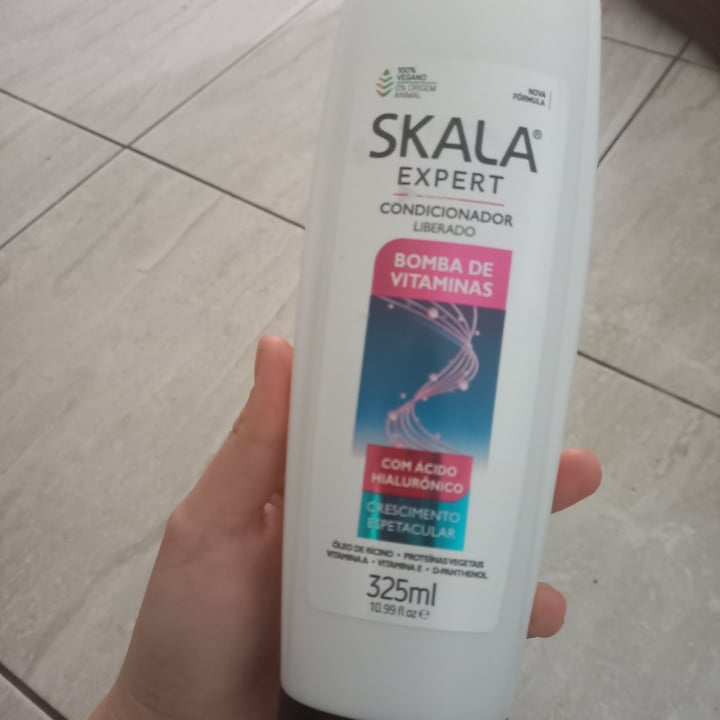 100%
VEGANO
0% ORIGEM
ANIMAL
NOVA
FÓRMULA
SKALA®
EXPERT
CONDICIONADOR
LIBERADO
BOMBA DE
VITAMINAS
COM ÁCIDO
HIALURÔNICO
CRESCIMENTO
ESPETACULAR
ÓLEO DE RÍCINO • PROTEÍNAS VEGETAIS
VITAMINA A • VITAMINA E • D-PANTHENOL
325ml
10.99 fl oz ℮